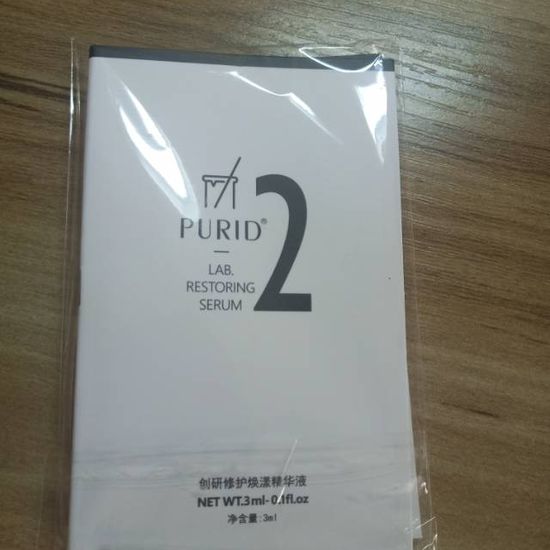 2
PURID®
LAB.
RESTORING
SERUM
创研修护焕漾精华液
NET WT.3ml-0.1fl.oz
净含量:3ml